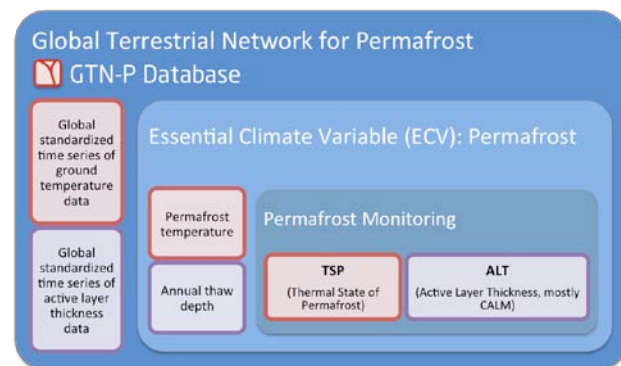 Global Terrestrial Network for Permafrost
GTN-P Database
Global
standardized
time series of
ground
temperature
data
Global
standardized
time series of
active layer
thickness
data
Essential Climate Variable (ECV): Permafrost
Permafrost
temperature
Annual thaw
depth
Permafrost Monitoring
TSP
(Thermal State of
Permafrost)
ALT
(Active Layer Thickness, mostly
CALM)